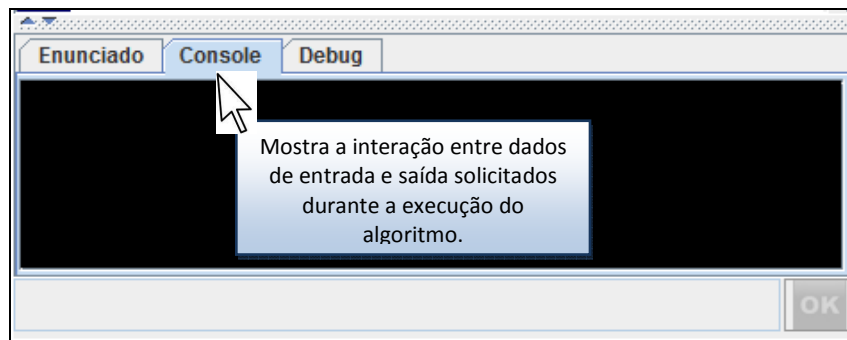 Enunciado Console Debug
Mostra a interação entre dados
de entrada e saída solicitados
durante a execução do
algoritmo.
OK